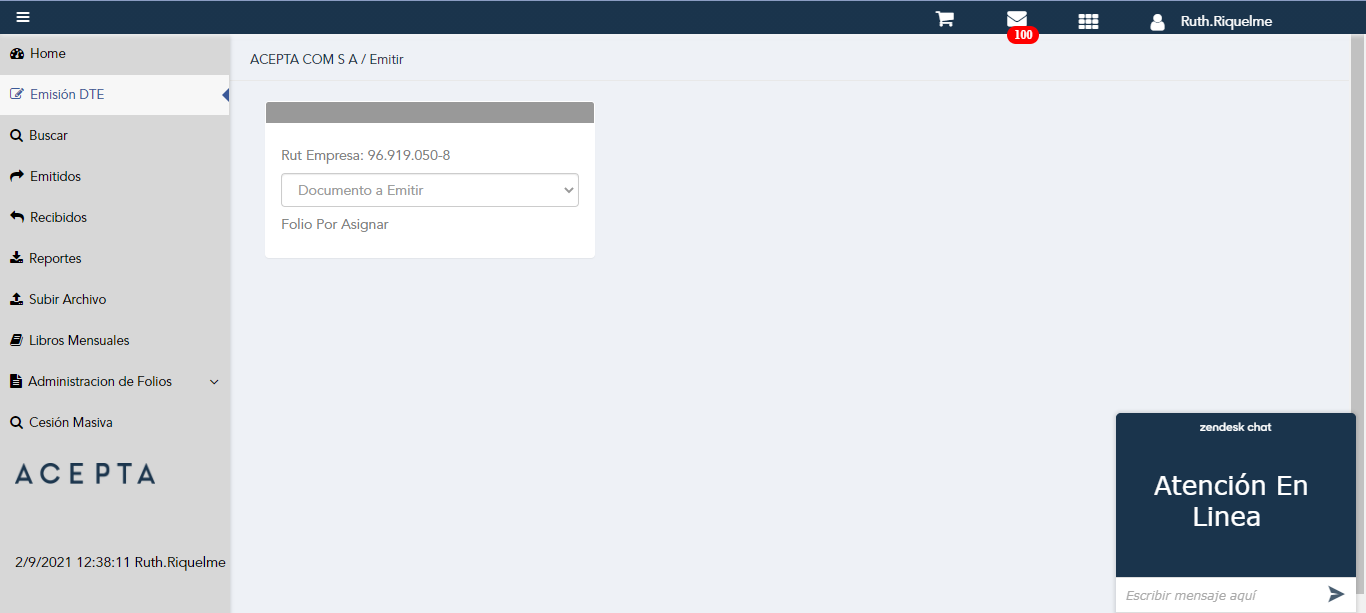 100
Ruth.Riquelme
Home
Emisión DTE
Buscar
Emitidos
Recibidos
Reportes
Subir Archivo
Libros Mensuales
Administracion de Folios
Cesión Masiva
ACEPTA
2/9/2021 12:38:11 Ruth.Riquelme
ACEPTA COM S A / Emitir
Rut Empresa: 96.919.050-8
Documento a Emitir
Folio Por Asignar
zendesk chat
Atención En
Linea
Escribir mensaje aquí